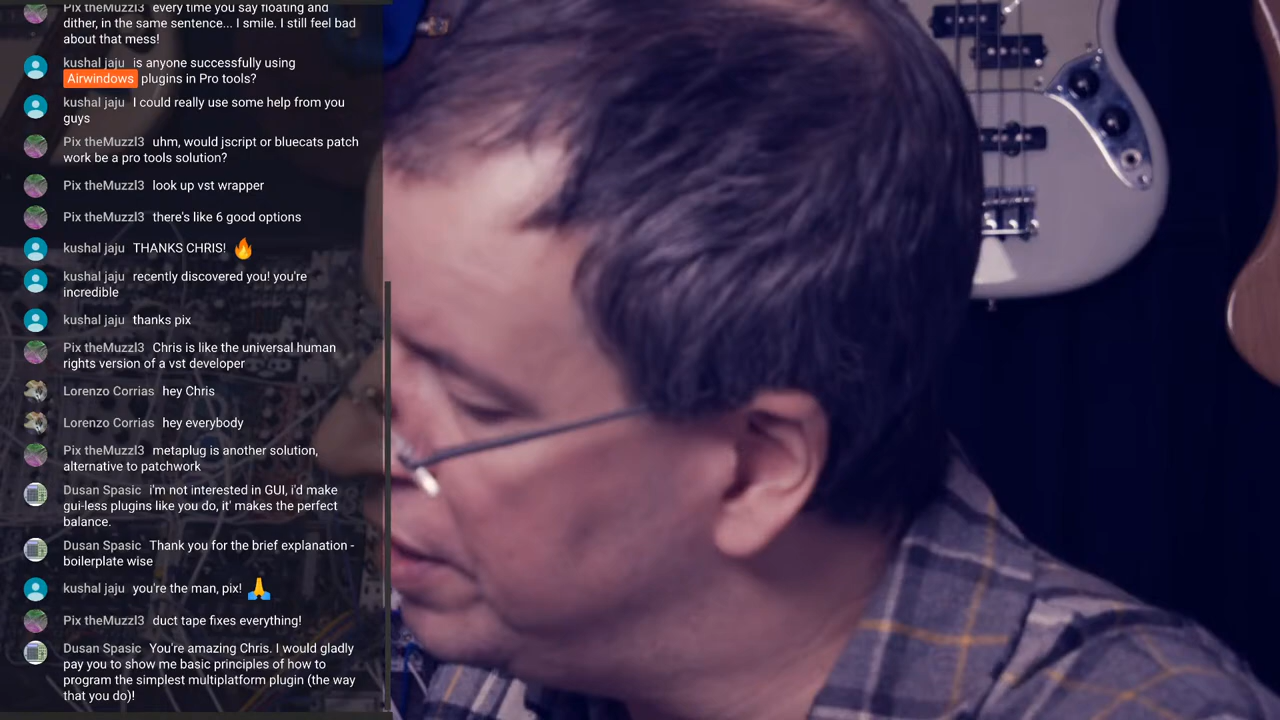 Pix theMuzzl3 every time you say floating and
dither, in the same sentence... I smile. I still feel bad
about that mess!
kushal jaju is anyone successfully using
Airwindows plugins in Pro tools?
kushal jaju I could really use some help from you
guys
Pix theMuzzl3 uhm, would jscript or bluecats patch
work be a pro tools solution?
Pix theMuzzl3 look up vst wrapper
Pix theMuzzl3 there's like 6 good options
kushal jaju THANKS CHRIS! 🔥
kushal jaju recently discovered you! you're
incredible
kushal jaju thanks pix
Pix theMuzzl3 Chris is like the universal human
rights version of a vst developer
Lorenzo Corrias hey Chris
Lorenzo Corrias hey everybody
Pix theMuzzl3 metaplug is another solution,
alternative to patchwork
Dusan Spasic i'm not interested in GUI, i'd make
gui-less plugins like you do, it' makes the perfect
balance.
Dusan Spasic Thank you for the brief explanation -
boilerplate wise
kushal jaju you're the man, pix! 🙏
Pix theMuzzl3 duct tape fixes everything!
Dusan Spasic You're amazing Chris. I would gladly
pay you to show me basic principles of how to
program the simplest multiplatform plugin (the way
that you do)!